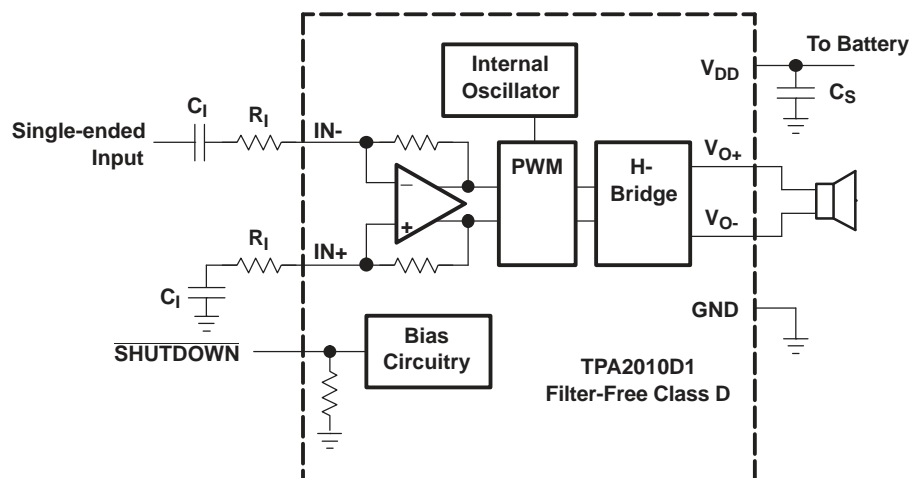 To Battery
Internal
Oscillator
VDD
CS
CI
RI
IN-
Single-ended
Input
PWM
H-
Bridge
VO+
VO-
−
+
RI
IN+
CI
GND
SHUTDOWN
Bias
Circuitry
TPA2010D1
Filter-Free Class D